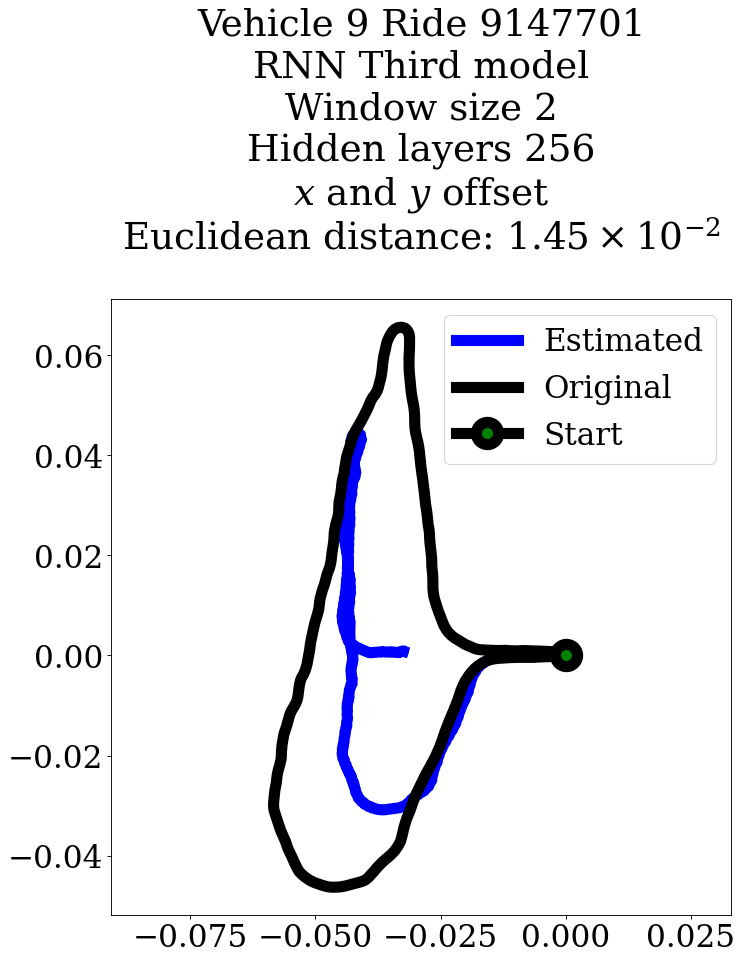 Vehicle 9 Ride 9147701
RNN Third model
Window size 2
Hidden layers 256
x and y offset
Euclidean distance: 1.45 × 10⁻²
Estimated
Original
Start
0.06
0.04
0.02
0.00
−0.02
−0.04
−0.075 −0.050 −0.025 0.000 0.025